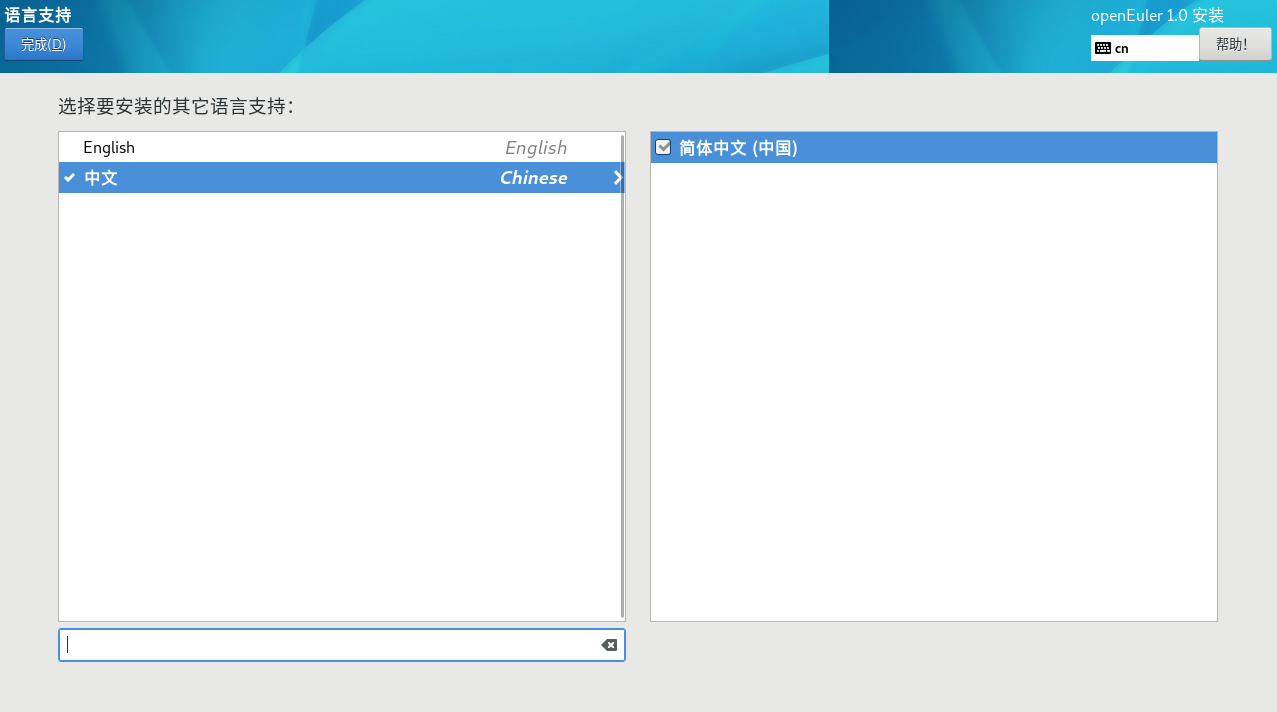 语言支持
完成(D)
openEuler 1.0 安装
cn
帮助!
选择要安装的其它语言支持：
English English
中文 Chinese
简体中文 (中国)